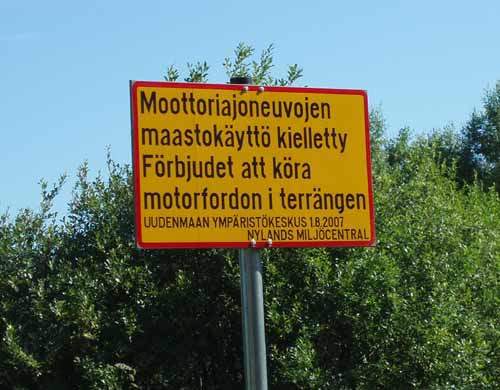 Moottoriajoneuvojen
maastokäyttö kielletty
Förbjudet att köra
motorfordon i terrängen
UUDENMAAN YMPÄRISTÖKESKUS 1.8.2007
NYLANDS MILJÖCENTRAL